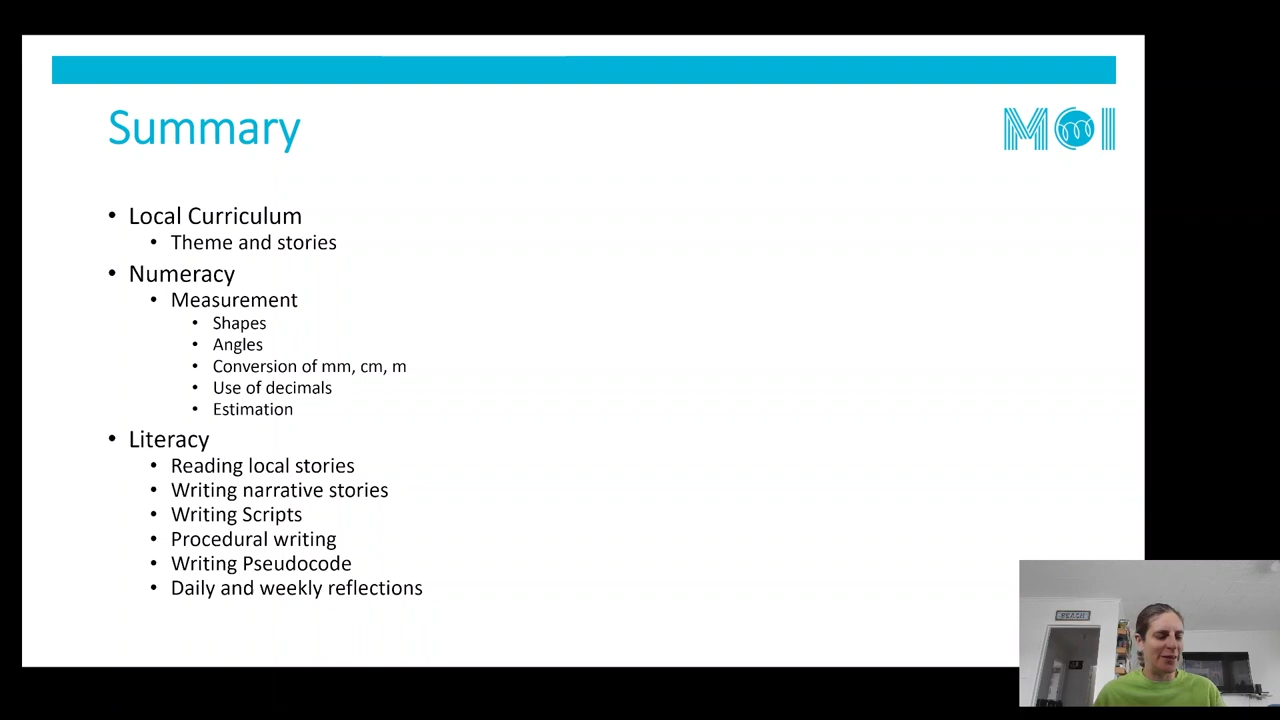 Summary
MOI
• Local Curriculum
• Theme and stories
• Numeracy
• Measurement
• Shapes
• Angles
• Conversion of mm, cm, m
• Use of decimals
• Estimation
• Literacy
• Reading local stories
• Writing narrative stories
• Writing Scripts
• Procedural writing
• Writing Pseudocode
• Daily and weekly reflections
BEACH